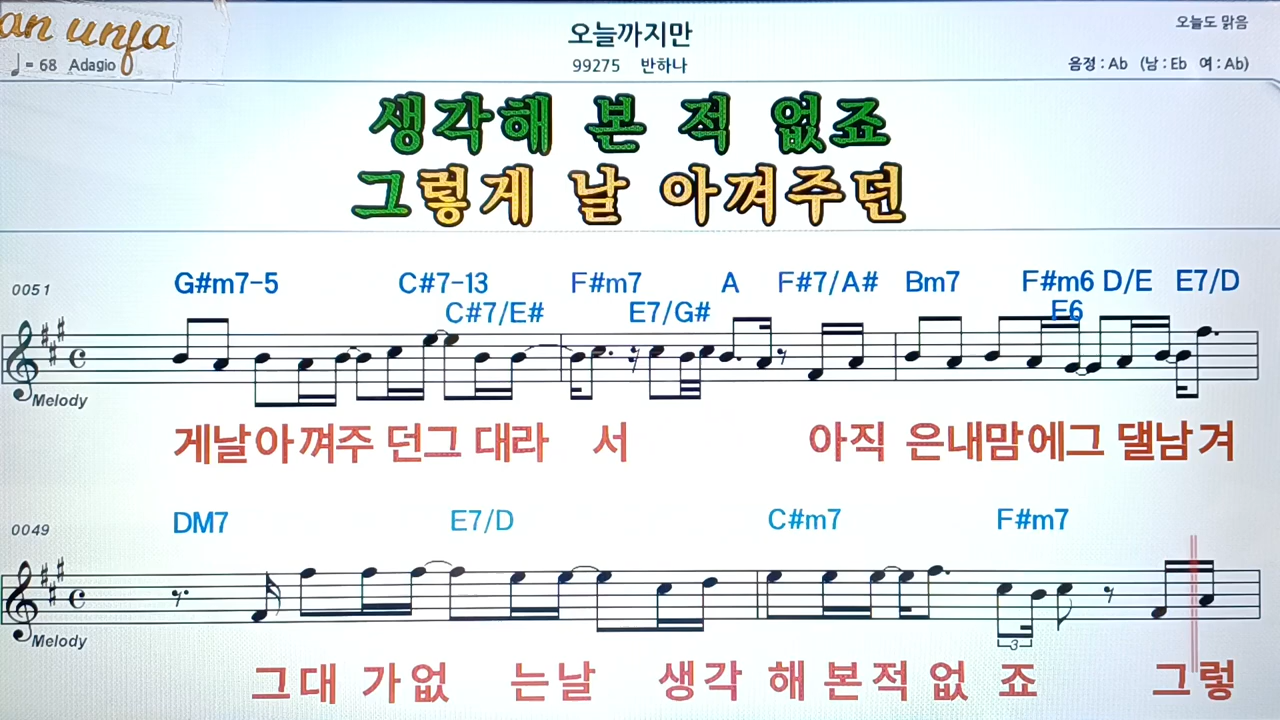 an unfa
오늘까지만
오늘도 맑음
♩= 68 Adagio
99275 반하나
음정 : Ab (남 : Eb 여 : Ab)
생각해 본 적 없죠
그렇게 날 아껴주던
0051
G#m7-5 C#7-13 F#m7 A F#7/A# Bm7 F#m6 D/E E7/D
C#7/E# E7/G# E6
Melody
게날아껴주 던그 대라 서 아직 은내맘에그 댈남겨
0049
DM7 E7/D C#m7 F#m7
Melody
3
그대 가없 는날 생각 해 본적 없 죠 그렇